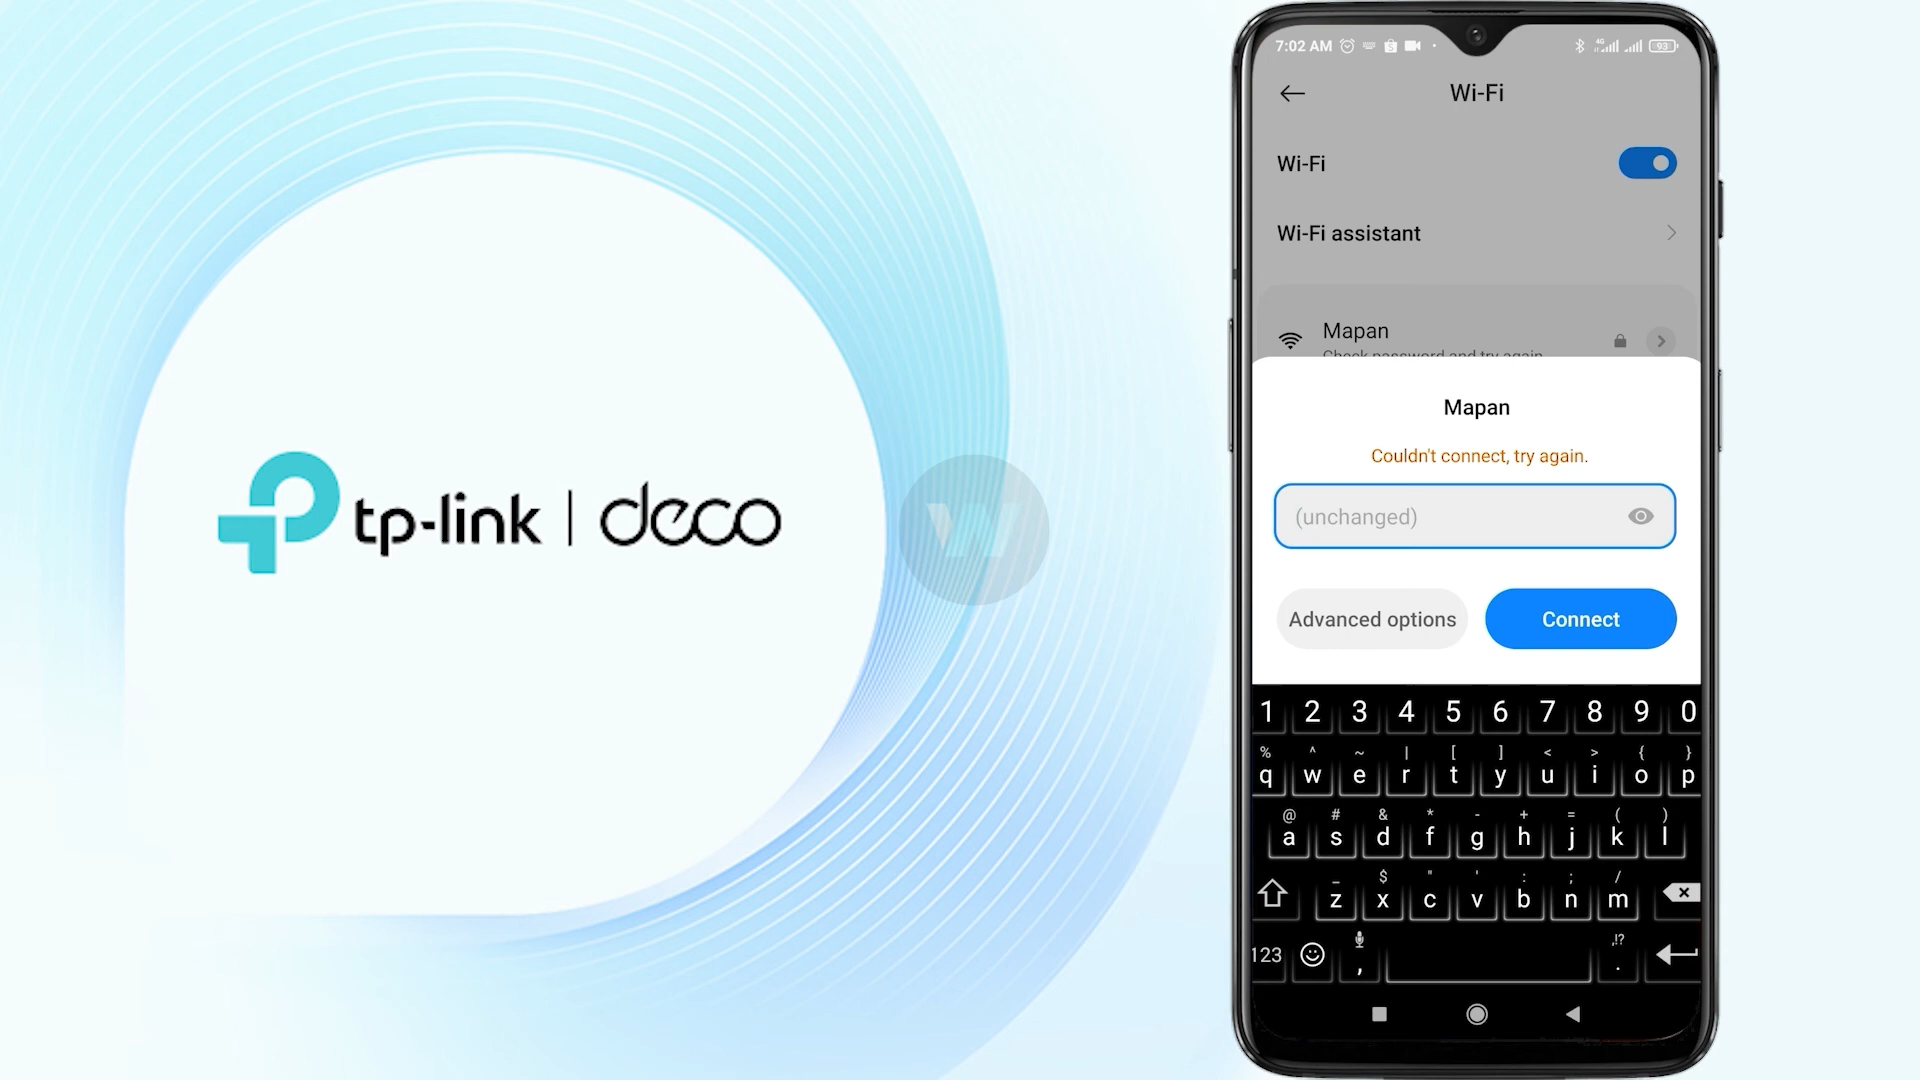 tp-link | deco
W
7:02 AM
4G
93
Wi-Fi
Wi-Fi
Wi-Fi assistant
Mapan
Check password and try again
Mapan
Couldn't connect, try again.
(unchanged)
Advanced options
Connect
1 2 3 4 5 6 7 8 9 0
% ^ ~ | [ ] < > { }
q w e r t y u i o p
@ # & * - + = ( )
a s d f g h j k l
_ $ " ' : ; /
z x c v b n m
,!?
123 , .